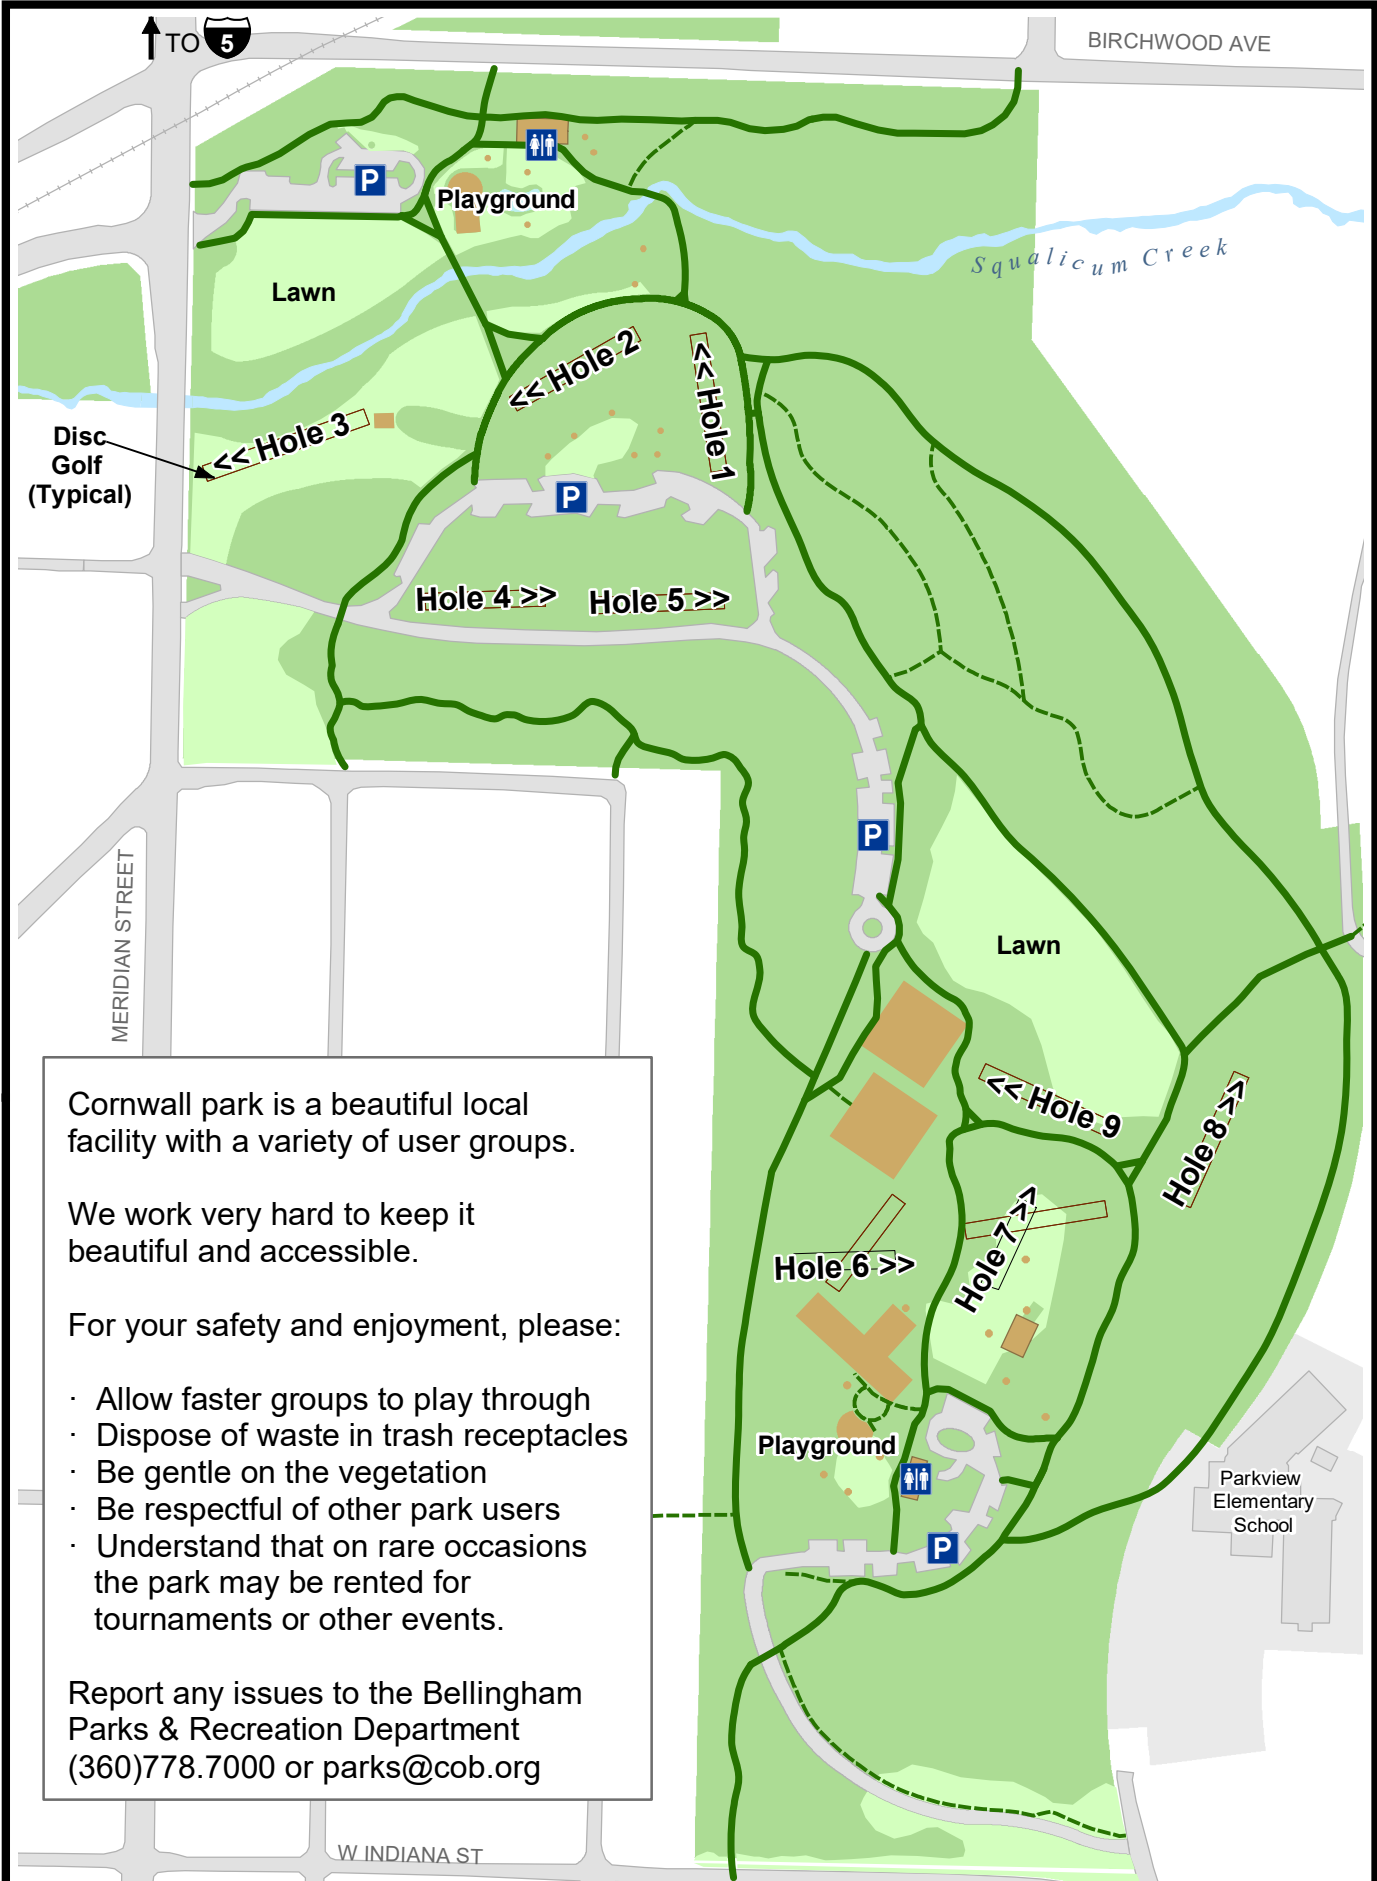 TO 5
BIRCHWOOD AVE
P
Playground
Squalicum Creek
Lawn
<< Hole 2
<< Hole 1
<< Hole 3
Disc
Golf
(Typical)
P
Hole 4 >>
Hole 5 >>
P
MERIDIAN STREET
Lawn
<< Hole 9
Hole 8 >>
Hole 7 >>
Hole 6 >>
Playground
P
Parkview
Elementary
School
Cornwall park is a beautiful local
facility with a variety of user groups.
We work very hard to keep it
beautiful and accessible.
For your safety and enjoyment, please:
· Allow faster groups to play through
· Dispose of waste in trash receptacles
· Be gentle on the vegetation
· Be respectful of other park users
· Understand that on rare occasions
the park may be rented for
tournaments or other events.
Report any issues to the Bellingham
Parks & Recreation Department
(360)778.7000 or parks@cob.org
W INDIANA ST